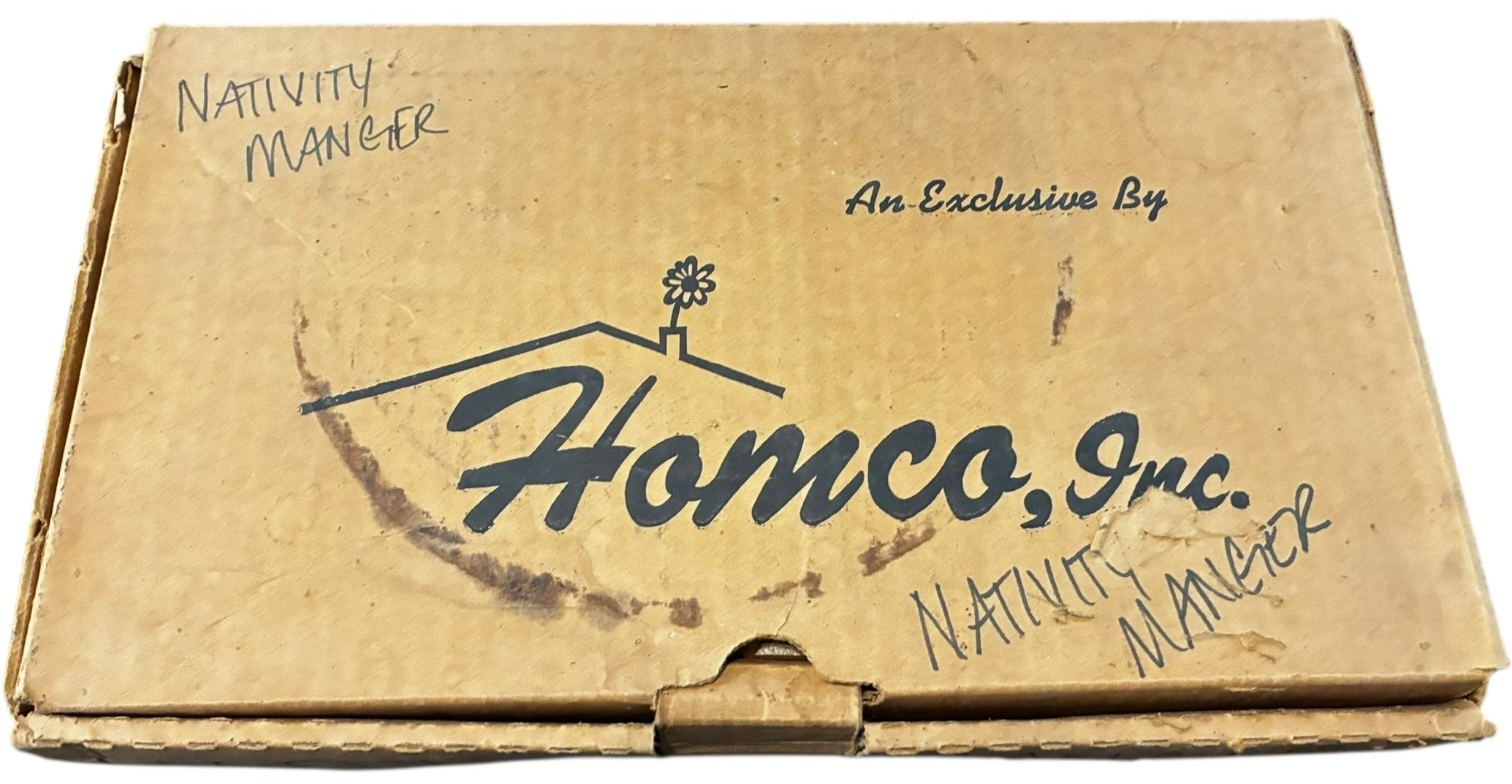 NATIVITY
MANGER
An Exclusive By
Homco, Inc.
NATIVITY
MANGER